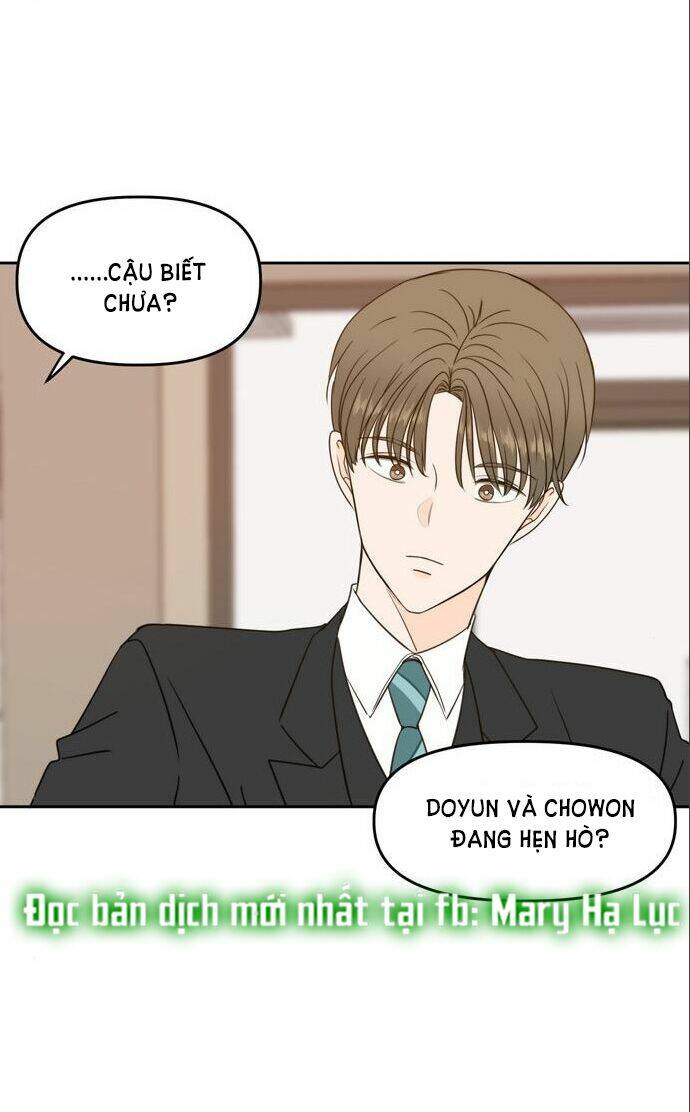 ......CẬU BIẾT
CHƯA?
DOYUN VÀ CHOWON
ĐANG HẸN HÒ?
Đọc bản dịch mới nhất tại fb: Mary Hạ Lục